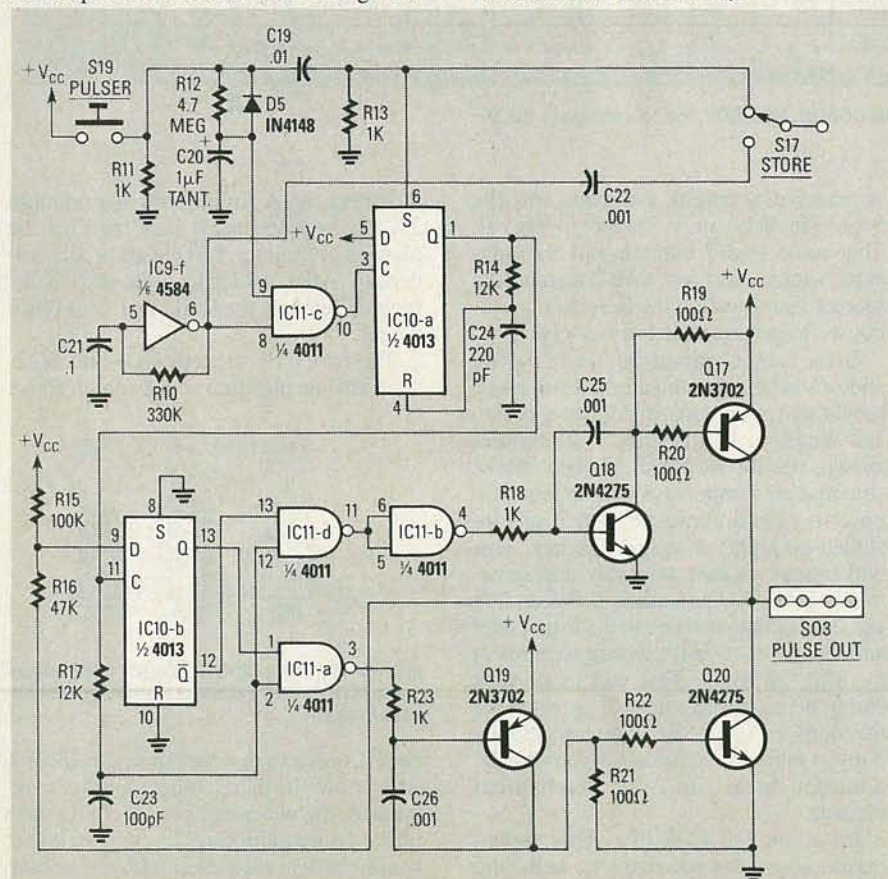 +VCC
S19
PULSER
R11
1K
R12
4.7
MEG
C20
1µF
TANT.
D5
IN4148
C19
.01
R13
1K
S17
STORE
C22
.001
C21
.1
IC9-f
⅙ 4584
5
6
R10
330K
9
8
IC11-c
10
¼ 4011
+VCC
6
S
5
D
3
C
Q
1
IC10-a
½ 4013
R
4
R14
12K
C24
220
pF
+VCC
R19
100Ω
C25
.001
R20
100Ω
Q17
2N3702
Q18
2N4275
+VCC
R15
100K
R16
47K
R17
12K
C23
100pF
8
S
9
D
11
C
Q
13
IC10-b
½ 4013
Q
12
R
10
13
12
IC11-d
11
¼ 4011
6
5
IC11-b
4
¼ 4011
R18
1K
1
2
IC11-a
3
¼ 4011
R23
1K
C26
.001
VCC
Q19
2N3702
R22
100Ω
R21
100Ω
Q20
2N4275
S03
PULSE OUT